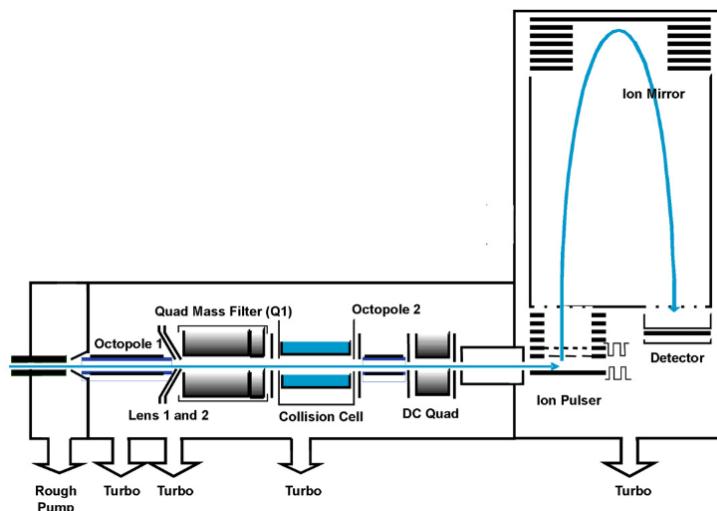 Ion Mirror
Quad Mass Filter (Q1)
Octopole 2
Octopole 1
Detector
Lens 1 and 2
Collision Cell
DC Quad
Ion Pulser
Rough
Pump
Turbo
Turbo
Turbo
Turbo